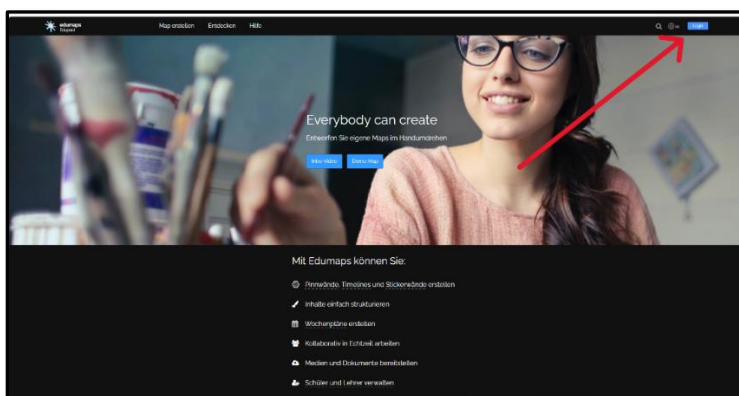 edumaps
Map erstellen Entdecken Hilfe
Login
Everybody can create
Entwerfen Sie eigene Maps im Handumdrehen
Intro-Video Demo Map
Mit Edumaps können Sie:
Pinnwände, Timelines und Stickerwände erstellen
Inhalte einfach strukturieren
Wochenpläne erstellen
Kollaborativ in Echtzeit arbeiten
Medien und Dokumente bereitstellen
Schüler und Lehrer verwalten